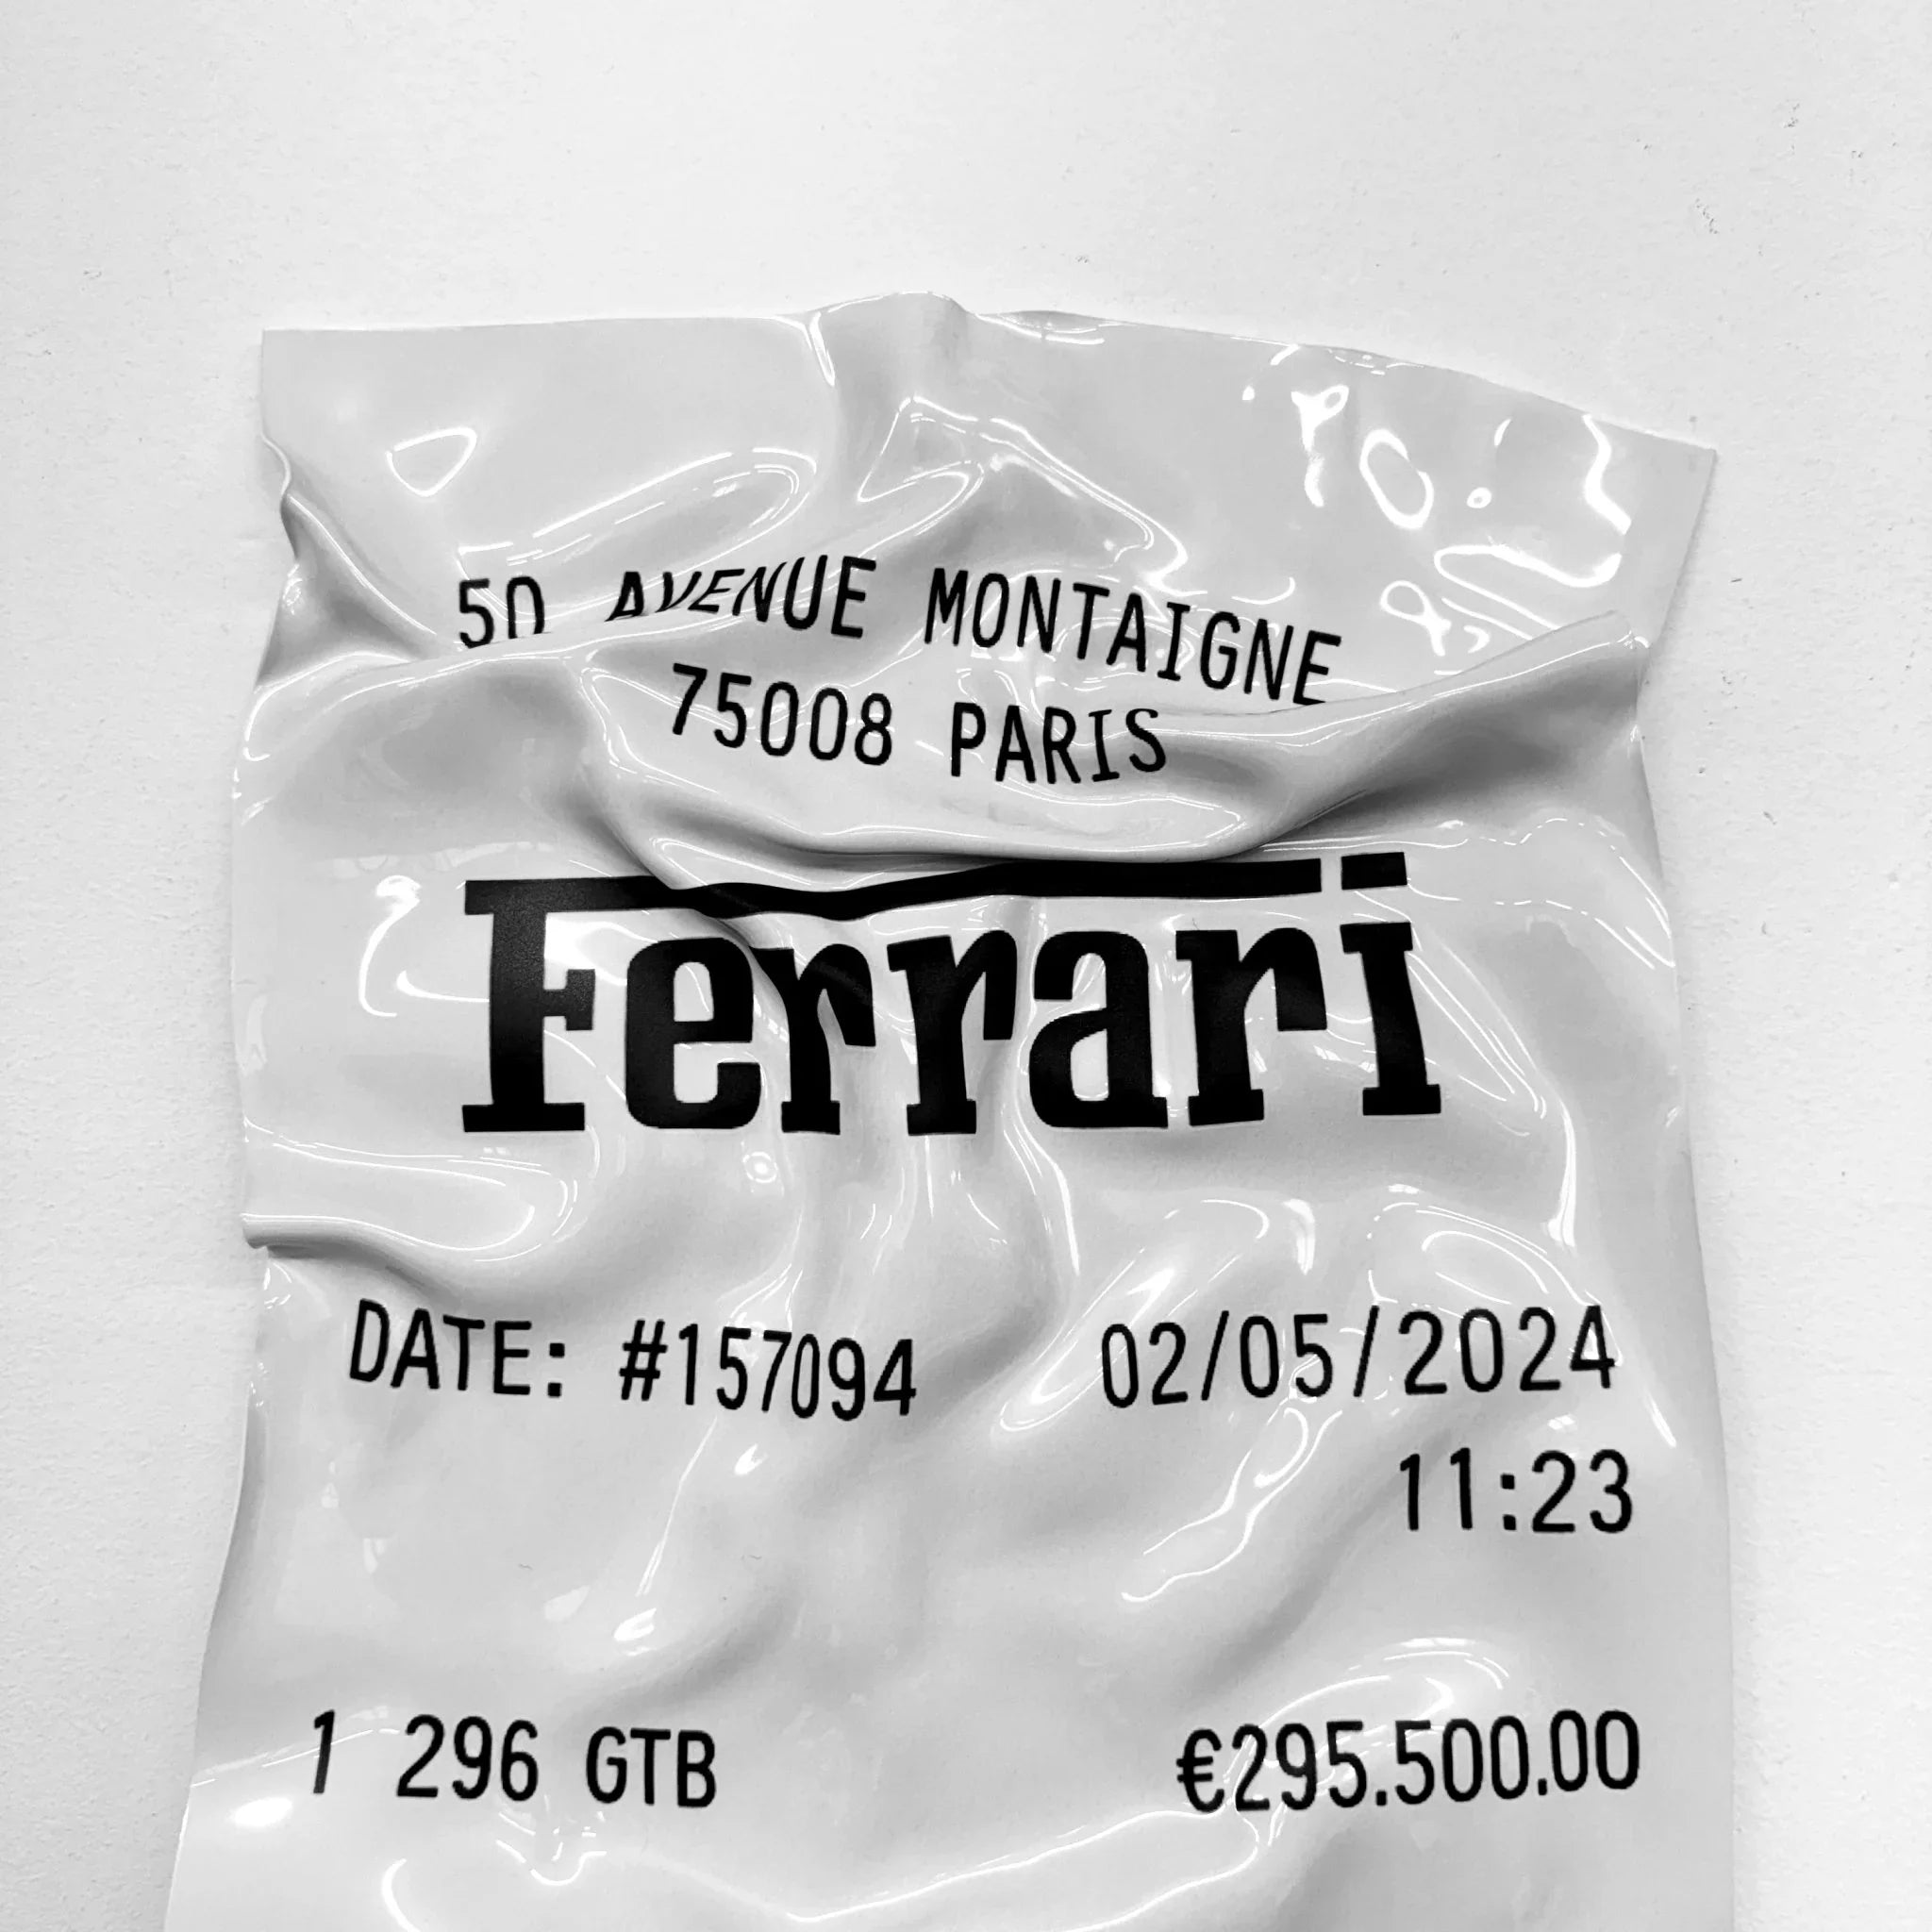 50 AVENUE MONTAIGNE
75008 PARIS
Ferrari
DATE: #157094 02/05/2024
11:23
1 296 GTB €295.500.00